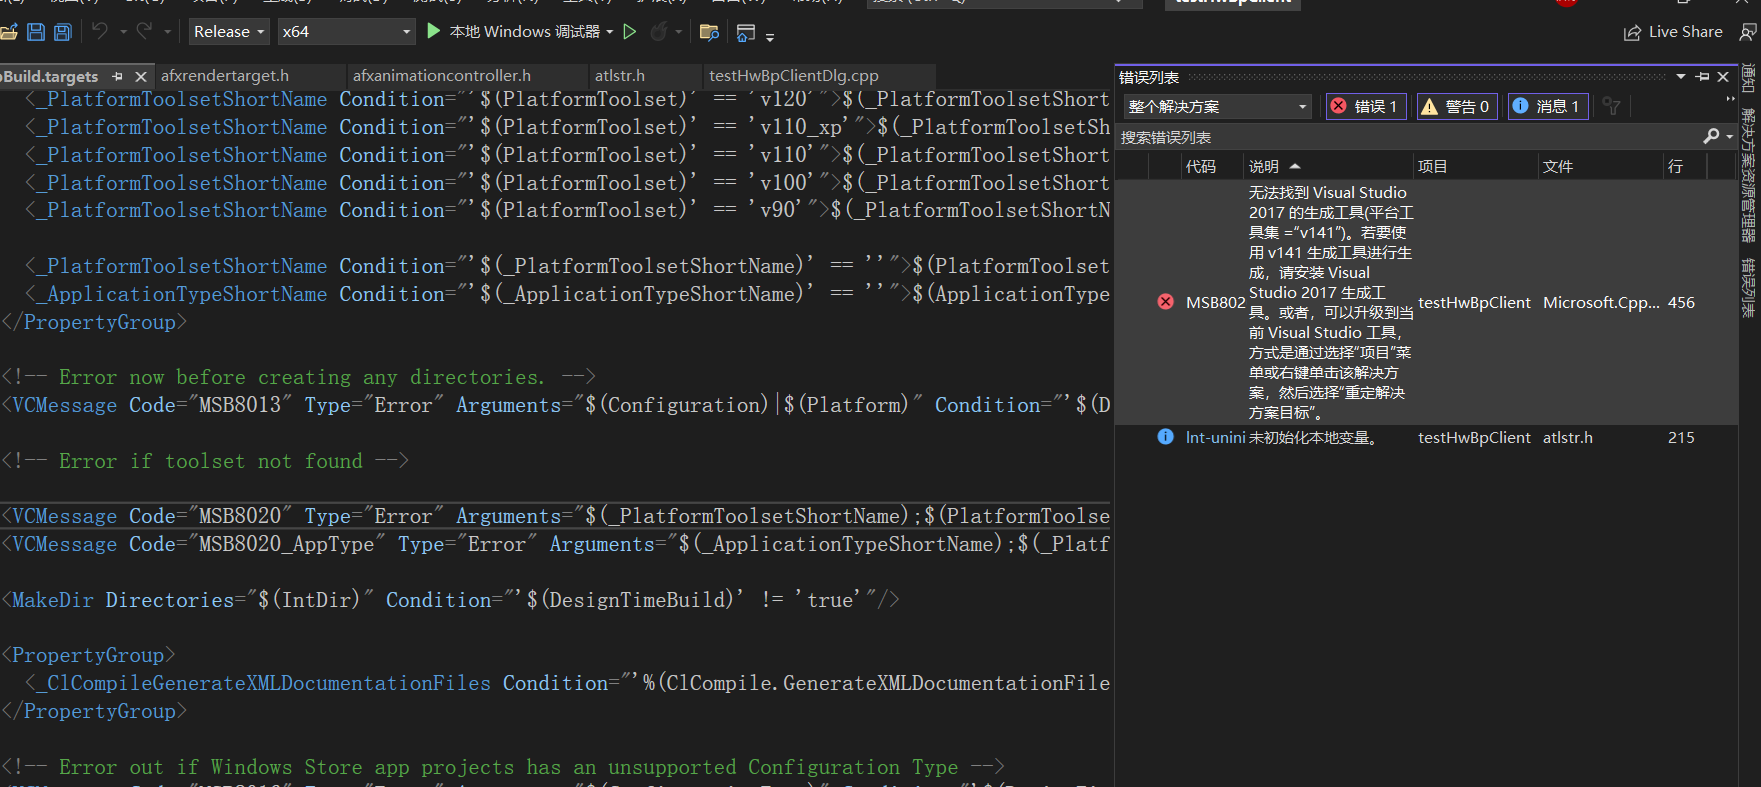 testHwBpClient
Release
x64
本地 Windows 调试器
Live Share
Build.targets
afxrendertarget.h
afxanimationcontroller.h
atlstr.h
testHwBpClientDlg.cpp
<_PlatformToolsetShortName Condition="'$(PlatformToolset)' == 'v120'">$(_PlatformToolsetShort
<_PlatformToolsetShortName Condition="'$(PlatformToolset)' == 'v110_xp'">$(_PlatformToolsetSh
<_PlatformToolsetShortName Condition="'$(PlatformToolset)' == 'v110'">$(_PlatformToolsetShort
<_PlatformToolsetShortName Condition="'$(PlatformToolset)' == 'v100'">$(_PlatformToolsetShort
<_PlatformToolsetShortName Condition="'$(PlatformToolset)' == 'v90'">$(_PlatformToolsetShortN
<_PlatformToolsetShortName Condition="'$(_PlatformToolsetShortName)' == ''">$(PlatformToolset
<_ApplicationTypeShortName Condition="'$(_ApplicationTypeShortName)' == ''">$(ApplicationType
</PropertyGroup>
<!-- Error now before creating any directories. -->
<VCMessage Code="MSB8013" Type="Error" Arguments="$(Configuration)|$(Platform)" Condition="'$(D
<!-- Error if toolset not found -->
<VCMessage Code="MSB8020" Type="Error" Arguments="$(_PlatformToolsetShortName);$(PlatformToolse
<VCMessage Code="MSB8020_AppType" Type="Error" Arguments="$(_ApplicationTypeShortName);$(_Platf
<MakeDir Directories="$(IntDir)" Condition="'$(DesignTimeBuild)' != 'true'"/>
<PropertyGroup>
<_ClCompileGenerateXMLDocumentationFiles Condition="'%(ClCompile.GenerateXMLDocumentationFile
</PropertyGroup>
<!-- Error out if Windows Store app projects has an unsupported Configuration Type -->
错误列表
整个解决方案
错误 1
警告 0
消息 1
搜索错误列表
代码
说明
项目
文件
行
MSB802
无法找到 Visual Studio
2017 的生成工具(平台工
具集 =“v141”)。若要使
用 v141 生成工具进行生
成，请安装 Visual
Studio 2017 生成工
具。或者，可以升级到当
前 Visual Studio 工具，
方式是通过选择“项目”菜
单或右键单击该解决方
案，然后选择“重定解决
方案目标”。
testHwBpClient
Microsoft.Cpp...
456
lnt-unini
未初始化本地变量。
testHwBpClient
atlstr.h
215
通知
解决方案资源管理器
错误列表